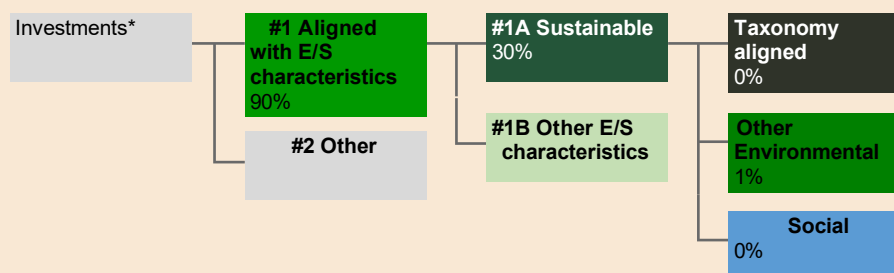 Investments*
#1 Aligned
with E/S
characteristics
90%
#2 Other
#1A Sustainable
30%
#1B Other E/S
characteristics
Taxonomy
aligned
0%
Other
Environmental
1%
Social
0%